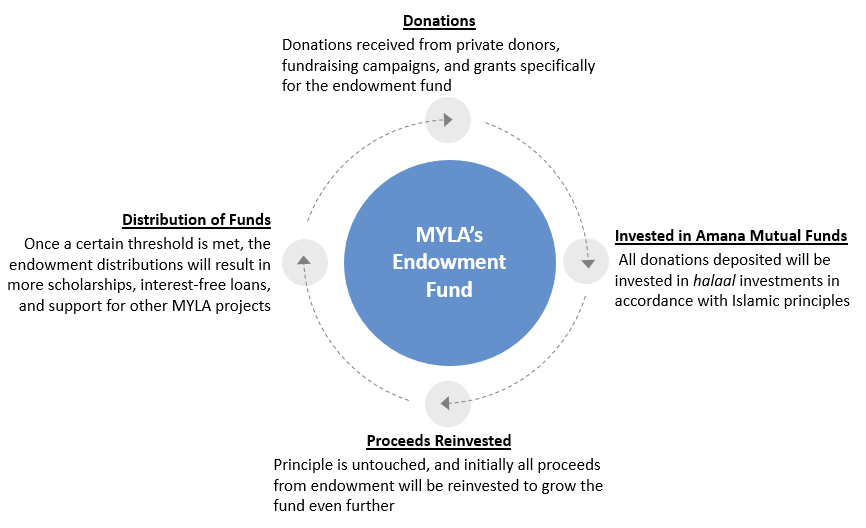 Donations
Donations received from private donors,
fundraising campaigns, and grants specifically
for the endowment fund
MYLA's
Endowment
Fund
Invested in Amana Mutual Funds
All donations deposited will be
invested in halaal investments in
accordance with Islamic principles
Proceeds Reinvested
Principle is untouched, and initially all proceeds
from endowment will be reinvested to grow the
fund even further
Distribution of Funds
Once a certain threshold is met, the
endowment distributions will result in
more scholarships, interest-free loans,
and support for other MYLA projects